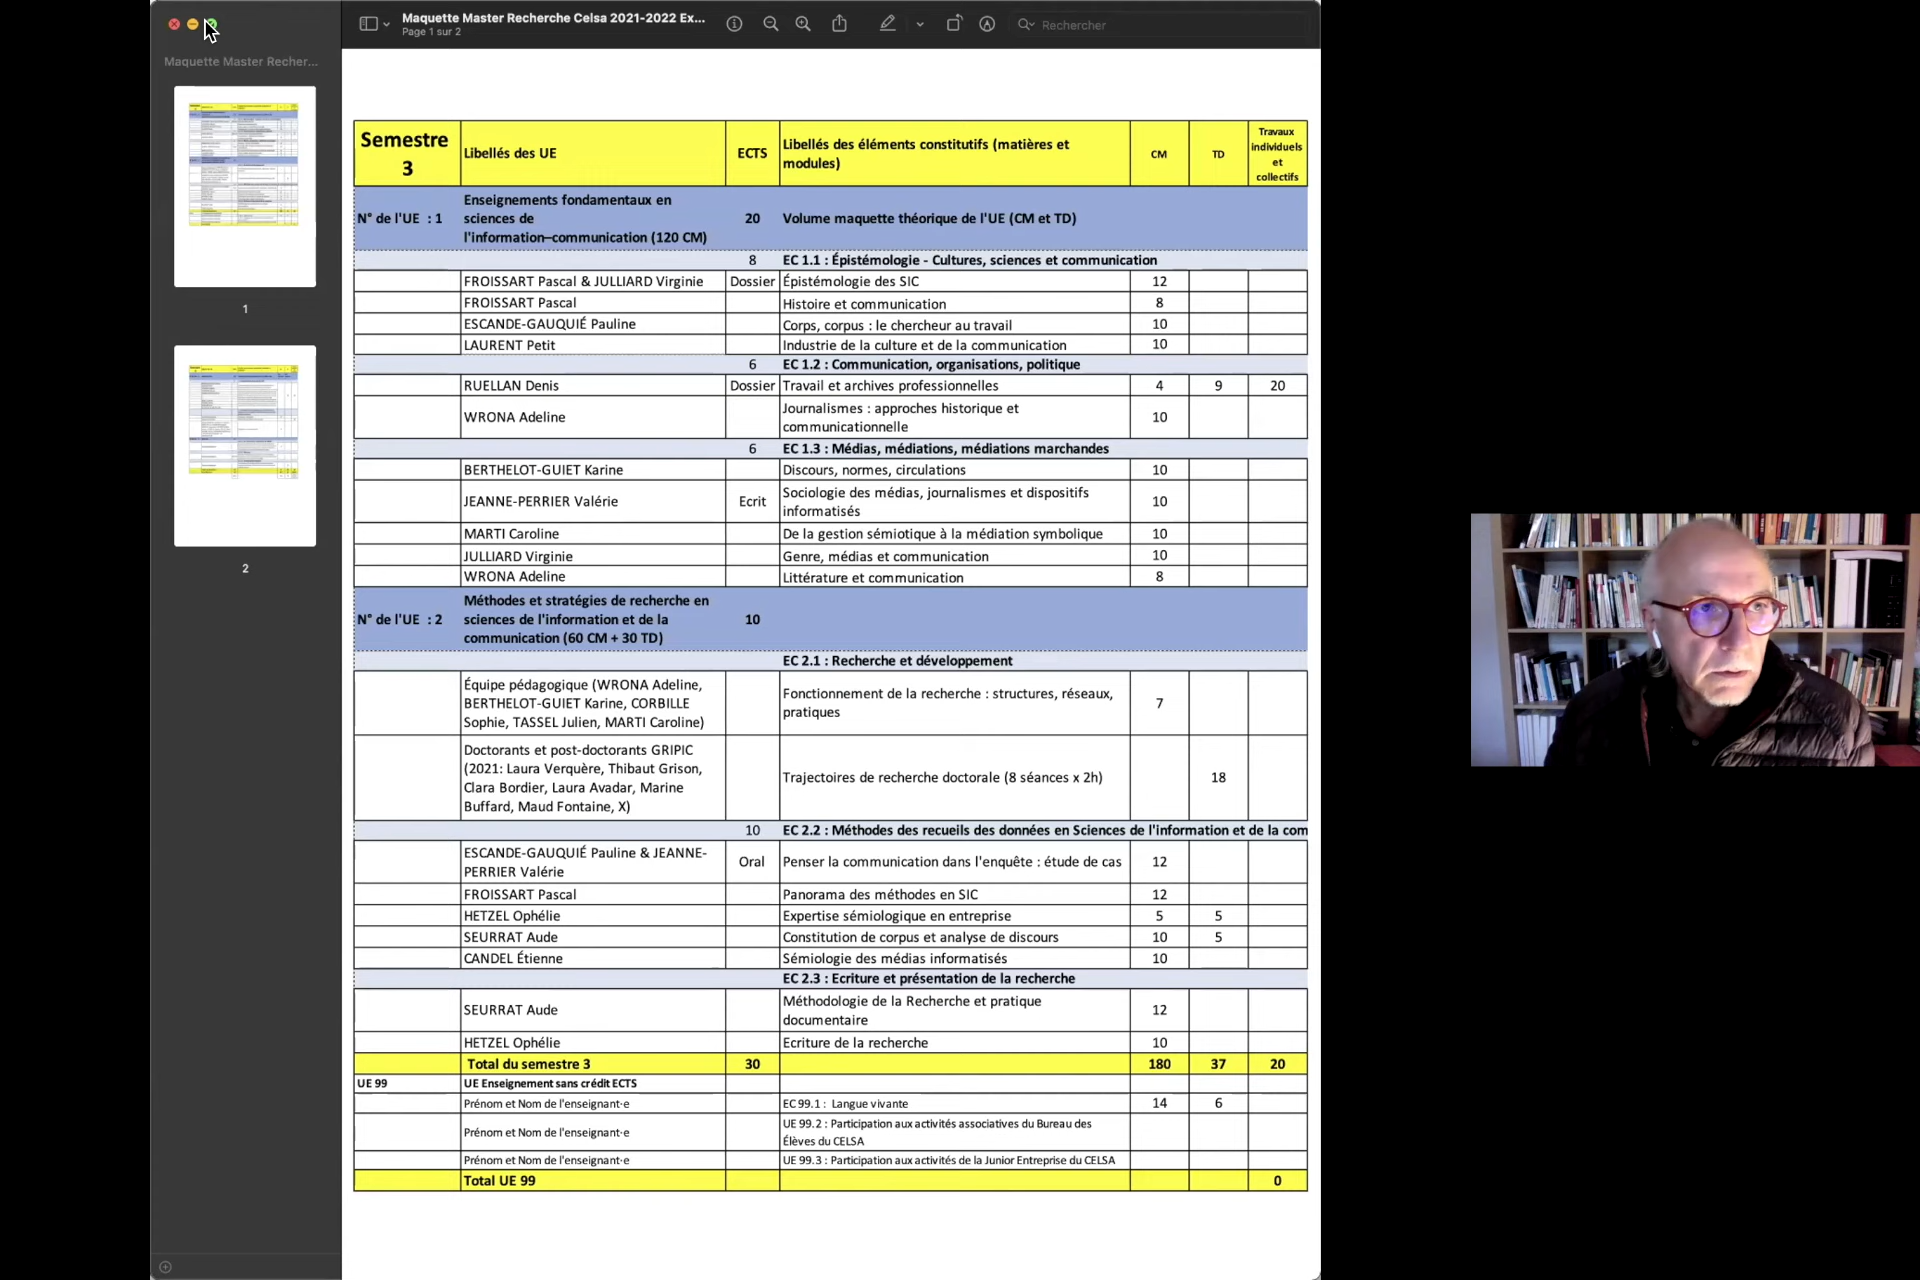 Maquette Master Recherche Celsa 2021-2022 Ex...
Page 1 sur 2
Rechercher
Maquette Master Recher...
1
2
Semestre 3 Libellés des UE ECTS Libellés des éléments constitutifs (matières et modules) CM TD Travaux individuels et collectifs
N° de l'UE : 1 Enseignements fondamentaux en sciences de l'information–communication (120 CM) 20 Volume maquette théorique de l'UE (CM et TD)
8 EC 1.1 : Épistémologie - Cultures, sciences et communication
FROISSART Pascal & JULLIARD Virginie Dossier Épistémologie des SIC 12
FROISSART Pascal Histoire et communication 8
ESCANDE-GAUQUIÉ Pauline Corps, corpus : le chercheur au travail 10
LAURENT Petit Industrie de la culture et de la communication 10
6 EC 1.2 : Communication, organisations, politique
RUELLAN Denis Dossier Travail et archives professionnelles 4 9 20
WRONA Adeline Journalismes : approches historique et communicationnelle 10
6 EC 1.3 : Médias, médiations, médiations marchandes
BERTHELOT-GUIET Karine Discours, normes, circulations 10
JEANNE-PERRIER Valérie Ecrit Sociologie des médias, journalismes et dispositifs informatisés 10
MARTI Caroline De la gestion sémiotique à la médiation symbolique 10
JULLIARD Virginie Genre, médias et communication 10
WRONA Adeline Littérature et communication 8
N° de l'UE : 2 Méthodes et stratégies de recherche en sciences de l'information et de la communication (60 CM + 30 TD) 10
EC 2.1 : Recherche et développement
Équipe pédagogique (WRONA Adeline, BERTHELOT-GUIET Karine, CORBILLE Sophie, TASSEL Julien, MARTI Caroline) Fonctionnement de la recherche : structures, réseaux, pratiques 7
Doctorants et post-doctorants GRIPIC (2021: Laura Verquère, Thibaut Grison, Clara Bordier, Laura Avadar, Marine Buffard, Maud Fontaine, X) Trajectoires de recherche doctorale (8 séances x 2h) 18
10 EC 2.2 : Méthodes des recueils des données en Sciences de l'information et de la com
ESCANDE-GAUQUIÉ Pauline & JEANNE-PERRIER Valérie Oral Penser la communication dans l'enquête : étude de cas 12
FROISSART Pascal Panorama des méthodes en SIC 12
HETZEL Ophélie Expertise sémiologique en entreprise 5 5
SEURRAT Aude Constitution de corpus et analyse de discours 10 5
CANDEL Étienne Sémiologie des médias informatisés 10
EC 2.3 : Ecriture et présentation de la recherche
SEURRAT Aude Méthodologie de la Recherche et pratique documentaire 12
HETZEL Ophélie Ecriture de la recherche 10
Total du semestre 3 30 180 37 20
UE 99 UE Enseignement sans crédit ECTS
Prénom et Nom de l'enseignant·e EC 99.1 : Langue vivante 14 6
Prénom et Nom de l'enseignant·e UE 99.2 : Participation aux activités associatives du Bureau des Élèves du CELSA
Prénom et Nom de l'enseignant·e UE 99.3 : Participation aux activités de la Junior Entreprise du CELSA
Total UE 99 0